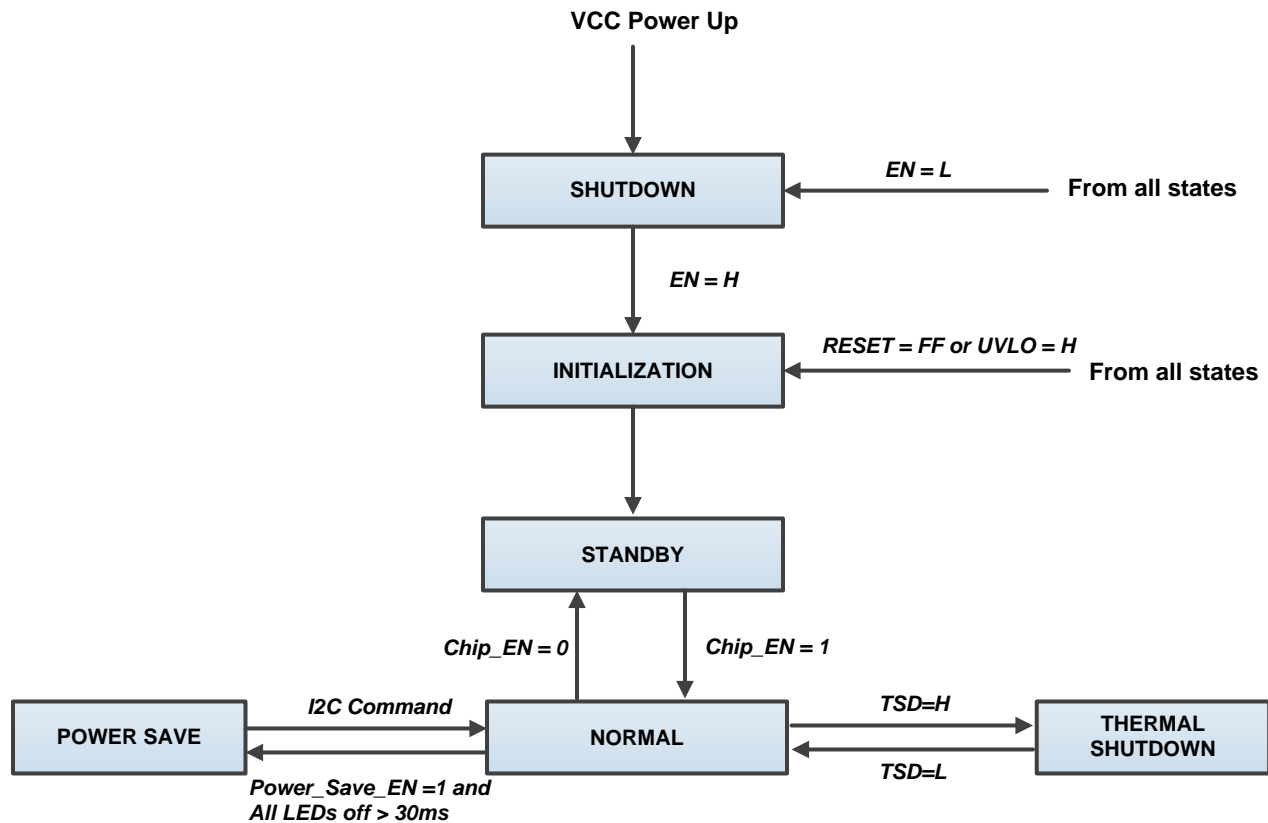 VCC Power Up
SHUTDOWN
EN = L
From all states
EN = H
INITIALIZATION
RESET = FF or UVLO = H
From all states
STANDBY
Chip_EN = 0
Chip_EN = 1
POWER SAVE
I2C Command
Power_Save_EN =1 and
All LEDs off > 30ms
NORMAL
TSD=H
TSD=L
THERMAL
SHUTDOWN